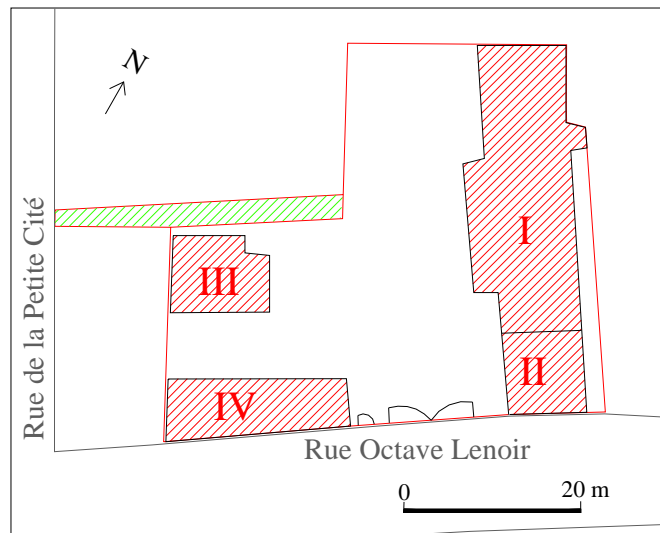 N
Rue de la Petite Cité
I
III
II
IV
Rue Octave Lenoir
0 20 m